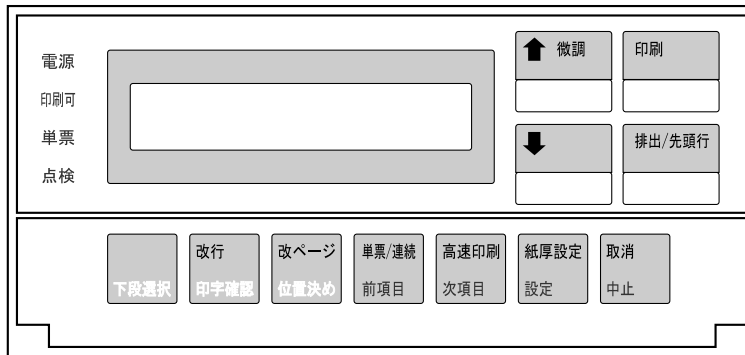 電源
印刷可
単票
点検
微調
印刷
排出/先頭行
下段選択
改行
印字確認
改ページ
位置決め
単票/連続
前項目
高速印刷
次項目
紙厚設定
設定
取消
中止